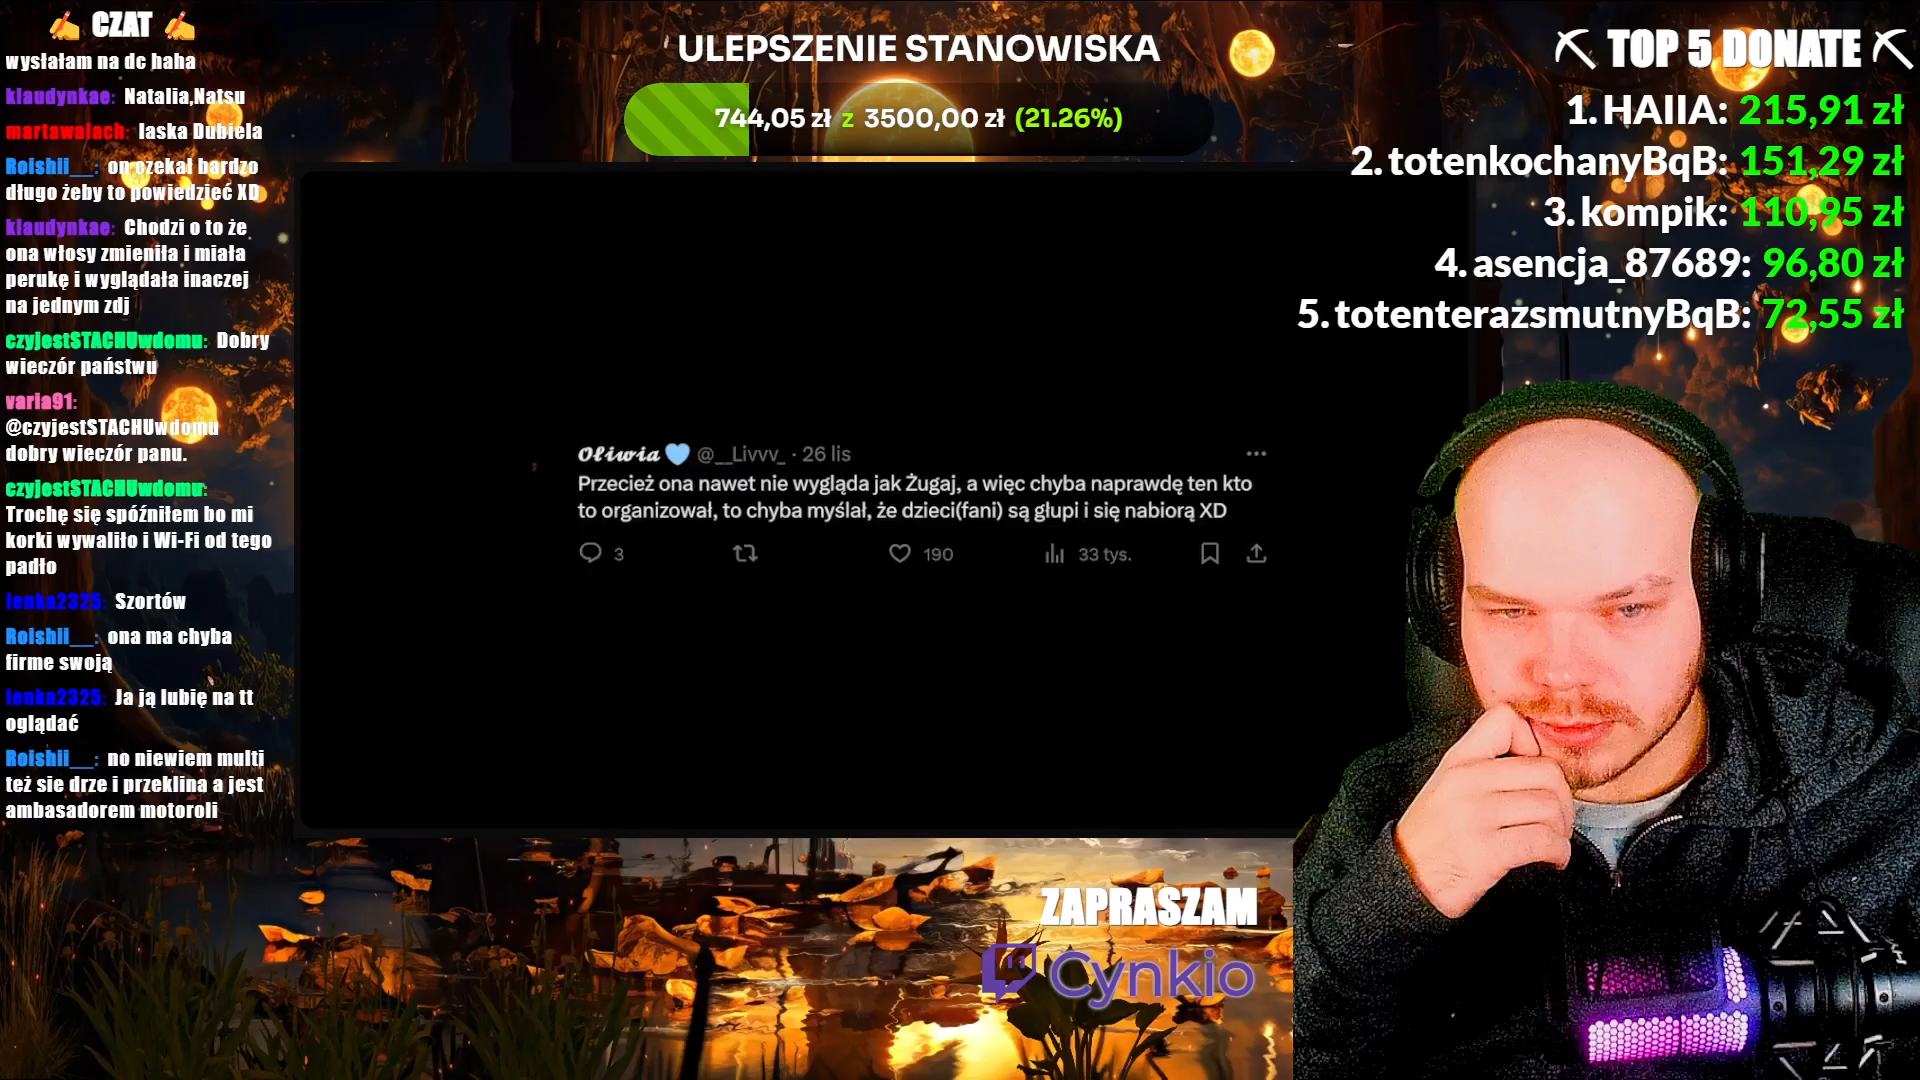 CZAT
wysłałam na dc haha
klaudynkae: Natalia,Natsu
martawalach: laska Dubiela
Roishii__: on czekał bardzo
długo żeby to powiedzieć XD
klaudynkae: Chodzi o to że
ona włosy zmieniła i miała
perukę i wyglądała inaczej
na jednym zdj
czyjestSTACHUwdomu: Dobry
wieczór państwu
varia91:
@czyjestSTACHUwdomu
dobry wieczór panu.
czyjestSTACHUwdomu:
Trochę się spóźniłem bo mi
korki wywaliło i Wi-Fi od tego
padło
lenka2325: Szortów
Roishii__: ona ma chyba
firme swoją
lenka2325: Ja ją lubię na tt
oglądać
Roishii__: no niewiem multi
też sie drze i przeklina a jest
ambasadorem motoroli
ULEPSZENIE STANOWISKA
744,05 zł z 3500,00 zł (21.26%)
Oliwia @__Livvv_ · 26 lis
Przecież ona nawet nie wygląda jak Żugaj, a więc chyba naprawdę ten kto
to organizował, to chyba myślał, że dzieci(fani) są głupi i się nabiorą XD
3 190 33 tys.
TOP 5 DONATE
1. HAIIA: 215,91 zł
2. totenkochanyBqB: 151,29 zł
3. kompik: 110,95 zł
4. asencja_87689: 96,80 zł
5. totenterazsmutnyBqB: 72,55 zł
ZAPRASZAM
Cynkio